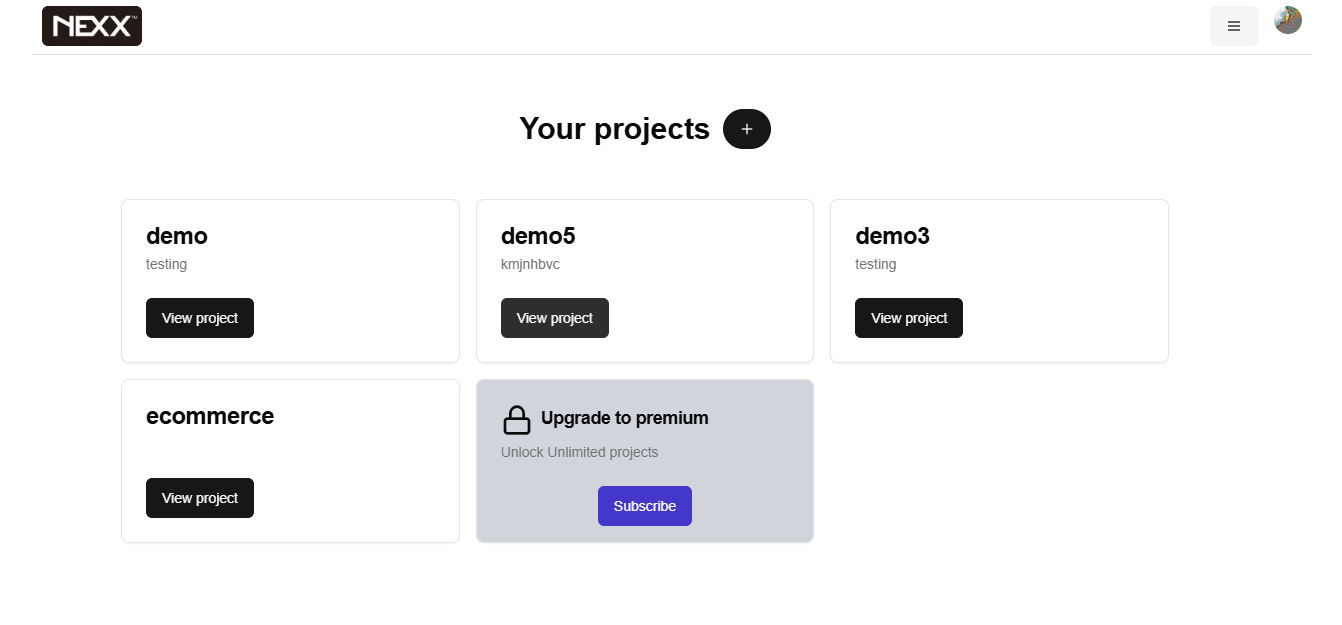 NEXX™
Your projects +
demo
testing
View project
demo5
kmjnhbvc
View project
demo3
testing
View project
ecommerce
View project
Upgrade to premium
Unlock Unlimited projects
Subscribe